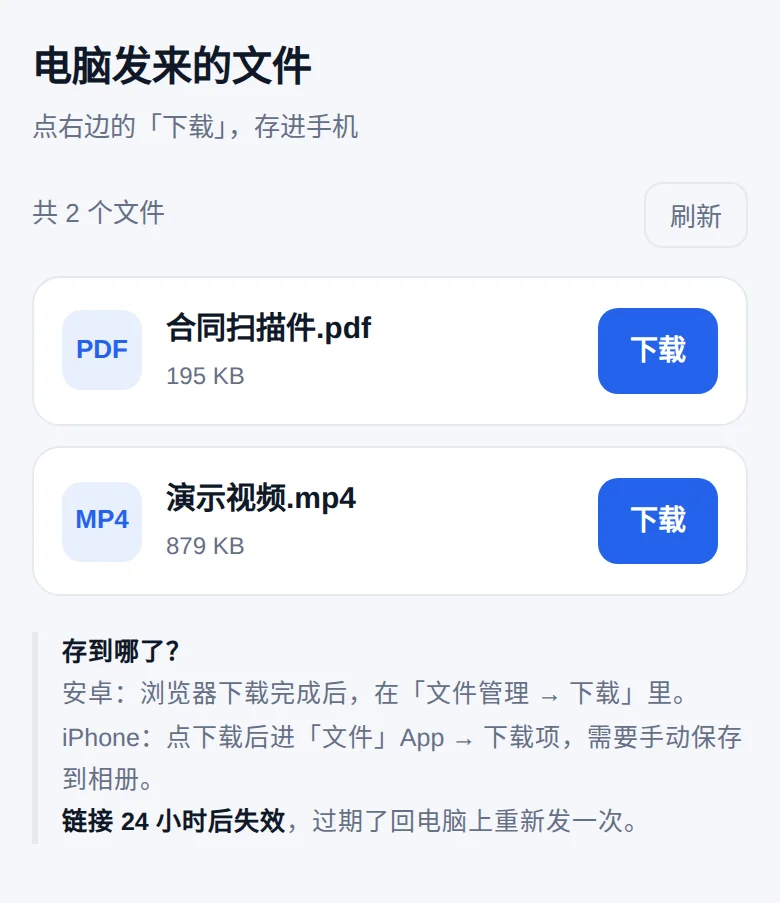 电脑发来的文件
点右边的「下载」，存进手机
共 2 个文件
刷新
PDF
合同扫描件.pdf
195 KB
下载
MP4
演示视频.mp4
879 KB
下载
存到哪了？
安卓：浏览器下载完成后，在「文件管理 → 下载」里。
iPhone：点下载后进「文件」App → 下载项，需要手动保存
到相册。
链接 24 小时后失效，过期了回电脑上重新发一次。